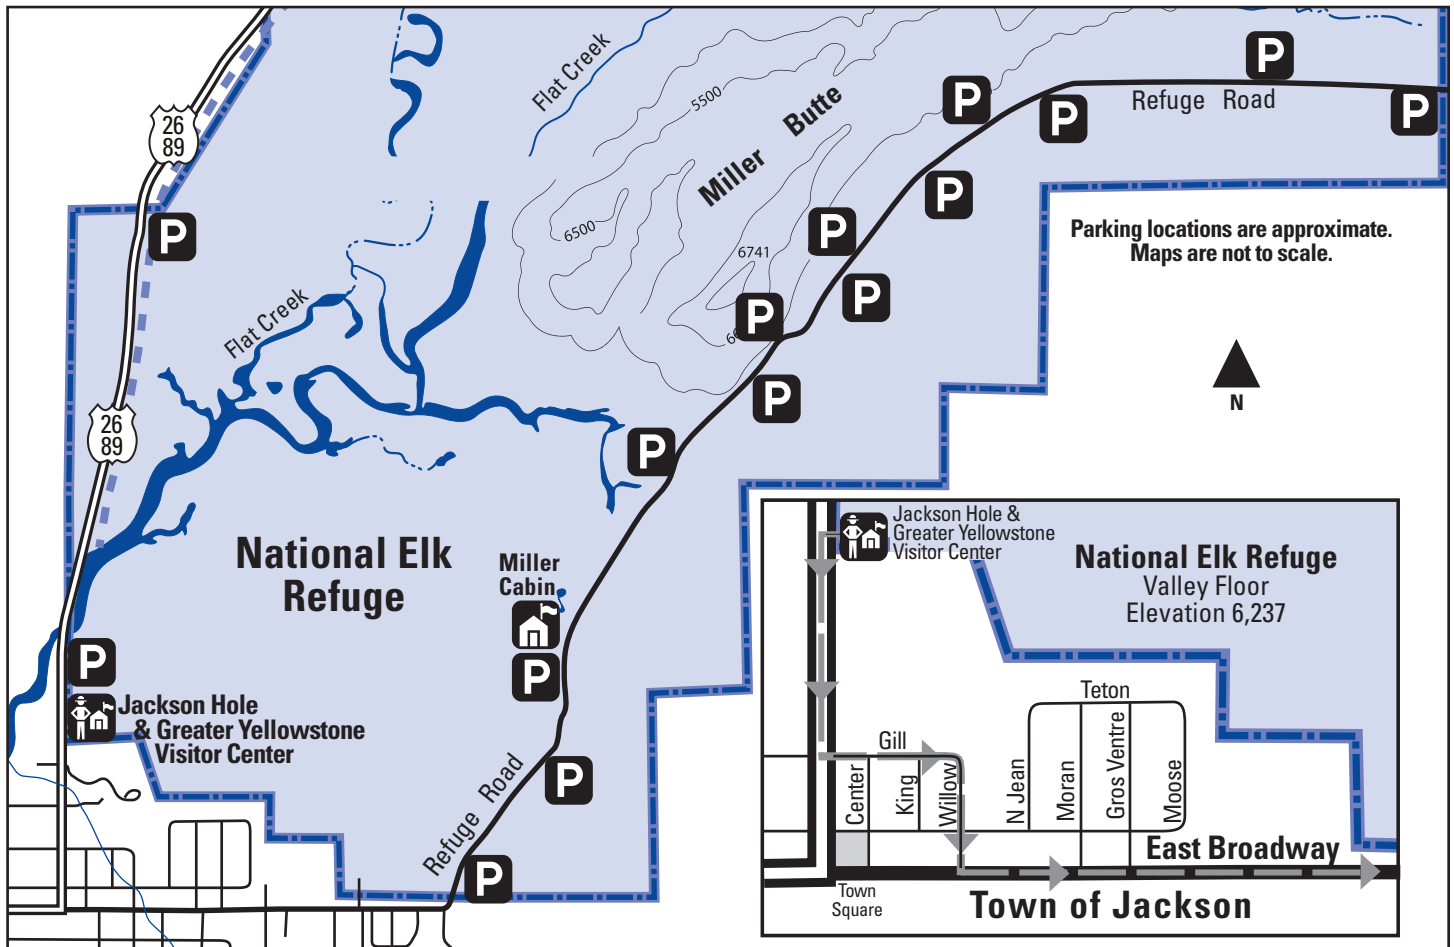 Flat Creek
5500
Miller Butte
P
Refuge Road
P
P
P
26
89
P
P
6500
6741
P
P
P
Parking locations are approximate.
Maps are not to scale.
N
Flat Creek
P
26
89
P
National Elk
Refuge
Miller
Cabin
P
P
Jackson Hole
& Greater Yellowstone
Visitor Center
Refuge Road
P
P
Jackson Hole &
Greater Yellowstone
Visitor Center
National Elk Refuge
Valley Floor
Elevation 6,237
Teton
Gill
Center
King
Willow
N Jean
Moran
Gros Ventre
Moose
East Broadway
Town
Square
Town of Jackson